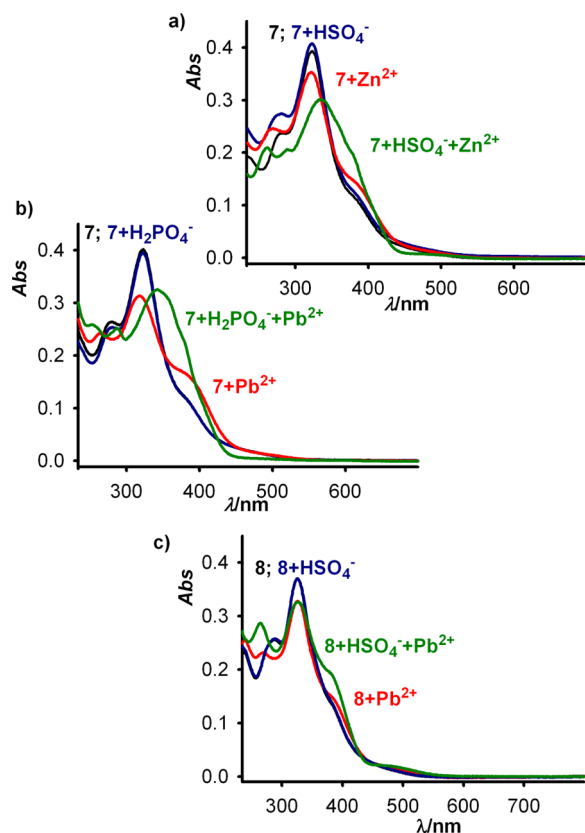 a)
7; 7+HSO₄⁻
0.4
7+Zn²⁺
0.3
Abs
0.2
7+HSO₄⁻+Zn²⁺
0.1
0.0
300 400 500 600
λ/nm
b)
7; 7+H₂PO₄⁻
0.4
0.3
7+H₂PO₄⁻+Pb²⁺
Abs
0.2
7+Pb²⁺
0.1
0.0
300 400 500 600
λ/nm
c)
8; 8+HSO₄⁻
0.4
0.3
8+HSO₄⁻+Pb²⁺
Abs
0.2
8+Pb²⁺
0.1
0.0
300 400 500 600 700
λ/nm